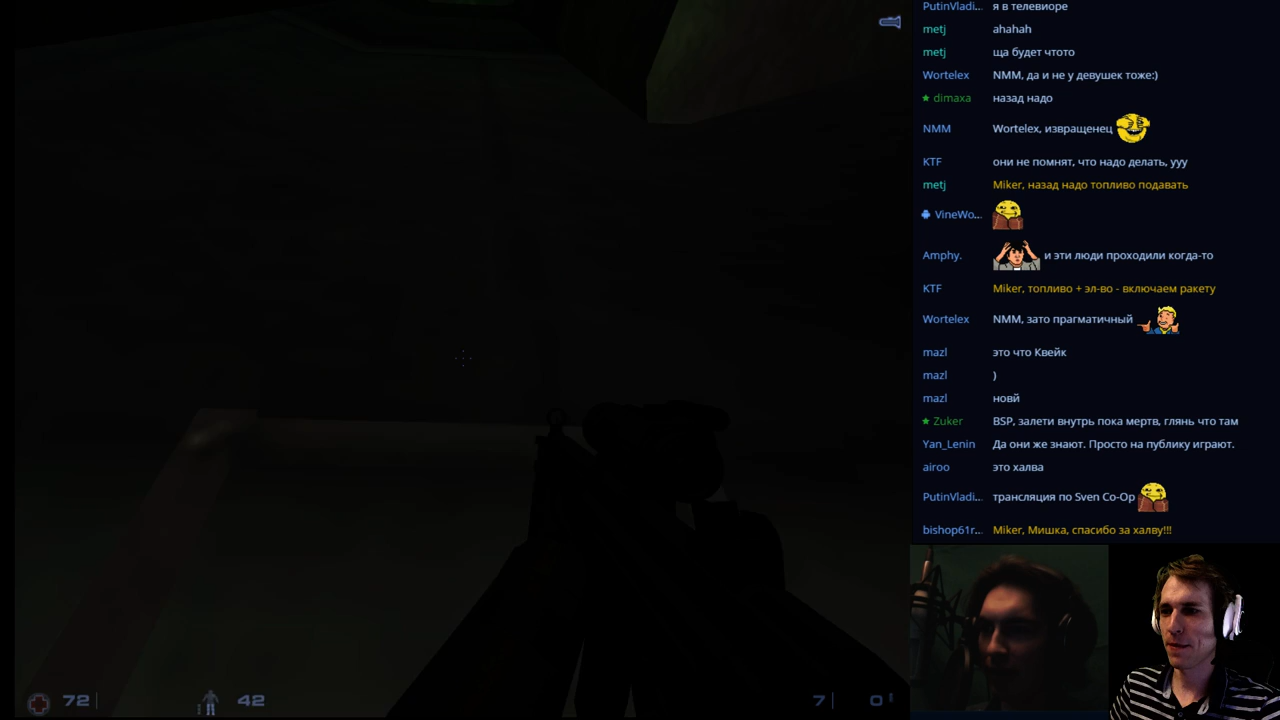 PutinVladi... я в телевиоре
metj ahahah
metj ща будет чтото
Wortelex NMM, да и не у девушек тоже:)
dimaxa назад надо
NMM Wortelex, извращенец
KTF они не помнят, что надо делать, ууу
metj Miker, назад надо топливо подавать
VineWo...
Amphy. и эти люди проходили когда-то
KTF Miker, топливо + эл-во - включаем ракету
Wortelex NMM, зато прагматичный
mazl это что Квейк
mazl )
mazl новй
Zuker BSP, залети внутрь пока мертв, глянь что там
Yan_Lenin Да они же знают. Просто на публику играют.
airoo это халва
PutinVladi... трансляция по Sven Co-Op
bishop61r... Miker, Мишка, спасибо за халву!!!
72 42 7 0